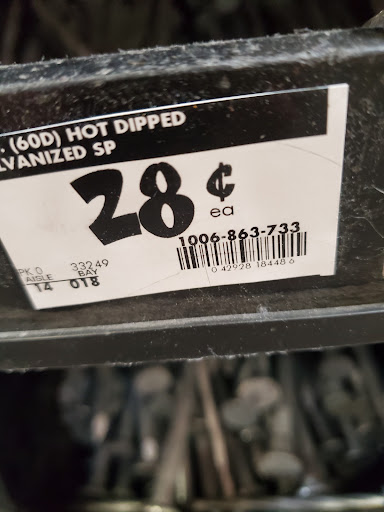 . (60D) HOT DIPPED
LVANIZED SP
28¢
ea
1006-863-733
0 42928 18448 6
PK 0 33249
AISLE BAY
14 018